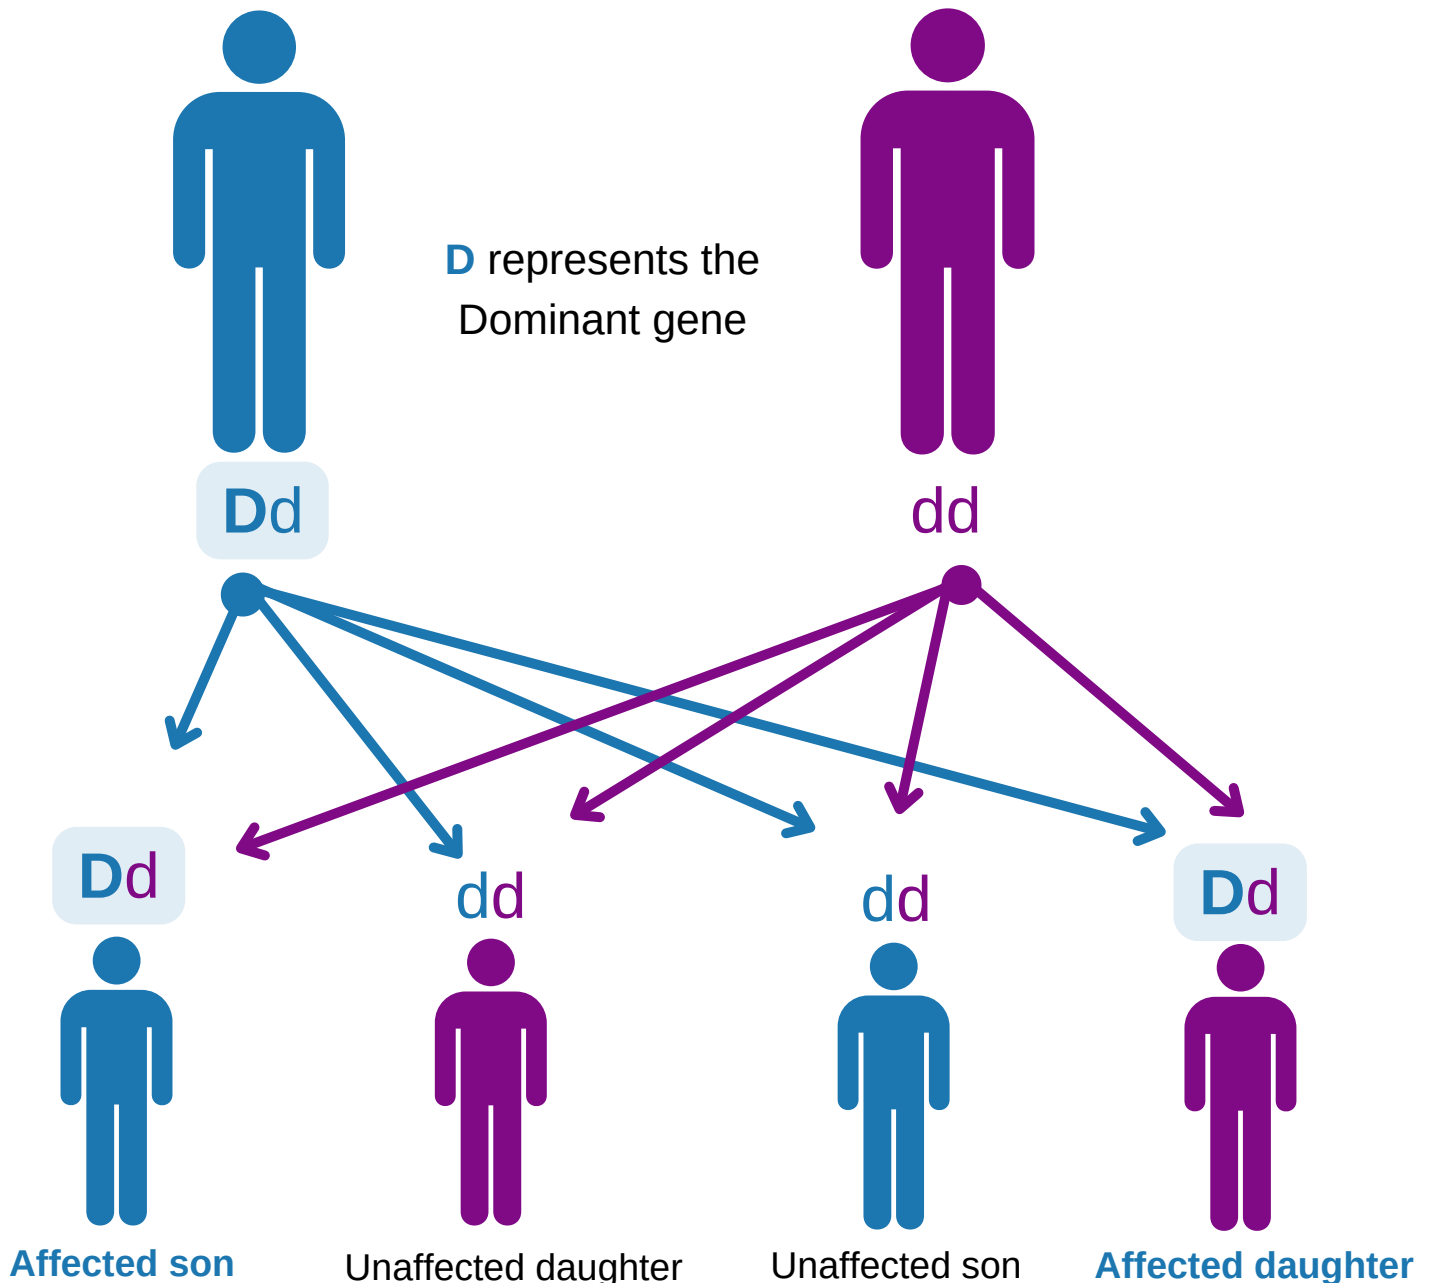 D represents the
Dominant gene
Dd
dd
Dd
dd
dd
Dd
Affected son
Unaffected daughter
Unaffected son
Affected daughter